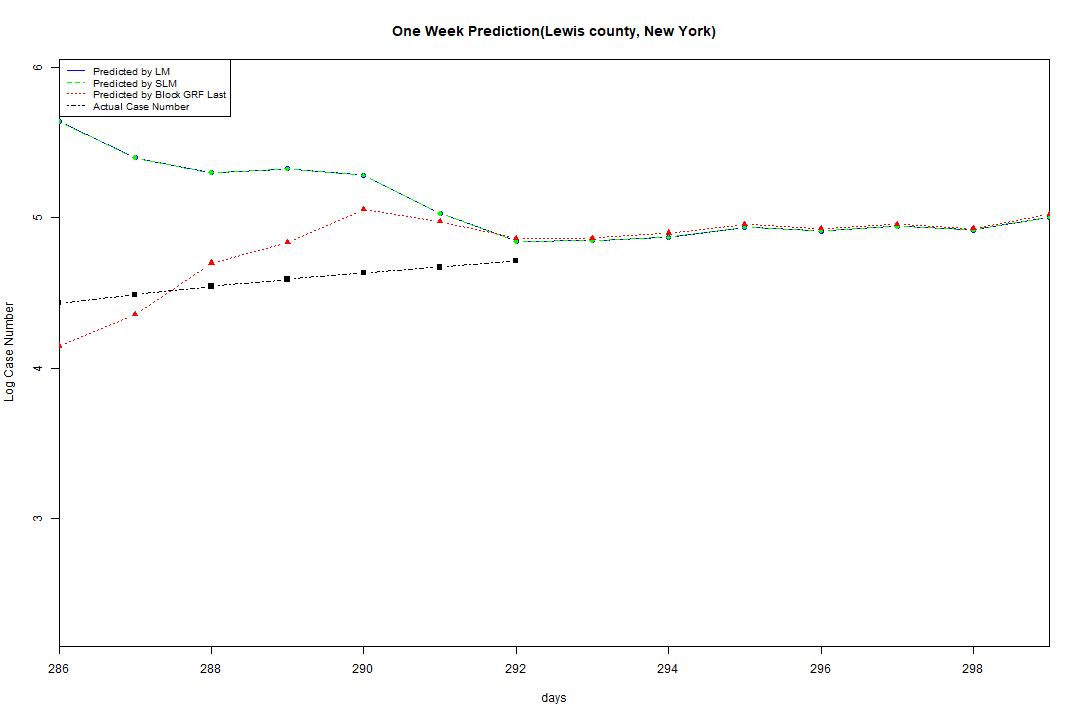 One Week Prediction(Lewis county, New York)
Predicted by LM
Predicted by SLM
Predicted by Block GRF Last
Actual Case Number
6
5
4
3
Log Case Number
286 288 290 292 294 296 298
days